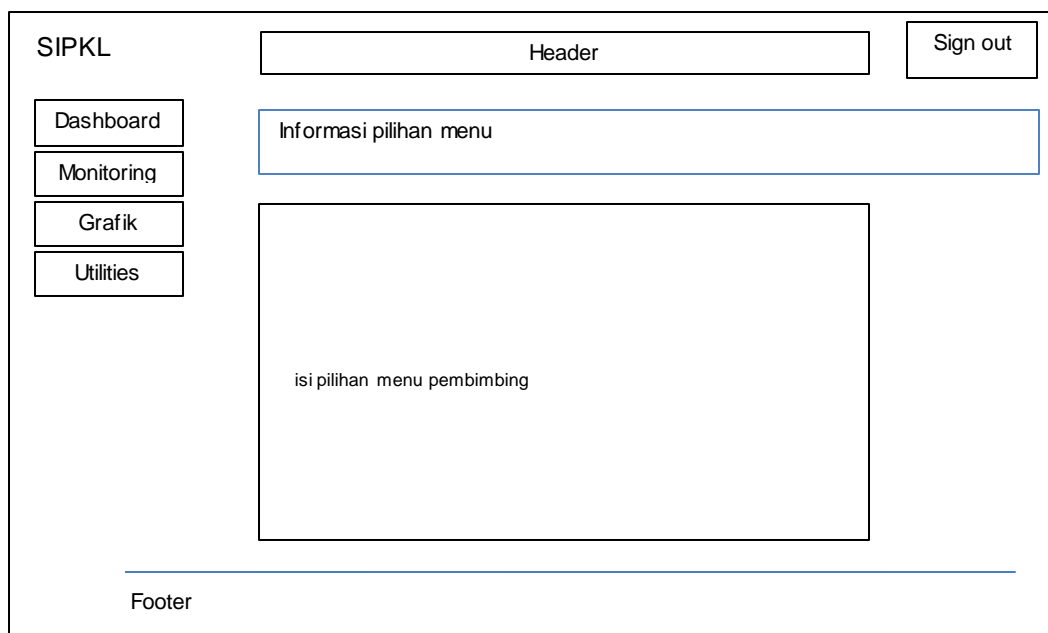 SIPKL
Header
Sign out
Dashboard
Monitoring
Grafik
Utilities
Informasi pilihan menu
isi pilihan menu pembimbing
Footer